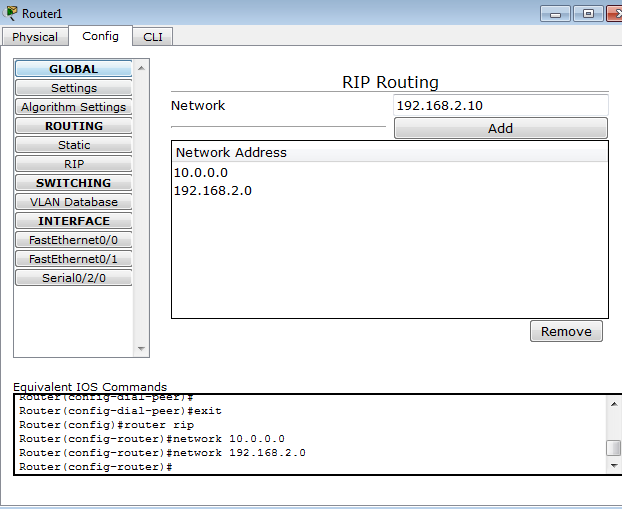 Router1
Physical Config CLI
GLOBAL
Settings
Algorithm Settings
ROUTING
Static
RIP
SWITCHING
VLAN Database
INTERFACE
FastEthernet0/0
FastEthernet0/1
Serial0/2/0
RIP Routing
Network 192.168.2.10
Add
Network Address
10.0.0.0
192.168.2.0
Remove
Equivalent IOS Commands
Router(config-dial-peer)#
Router(config-dial-peer)#exit
Router(config)#router rip
Router(config-router)#network 10.0.0.0
Router(config-router)#network 192.168.2.0
Router(config-router)#